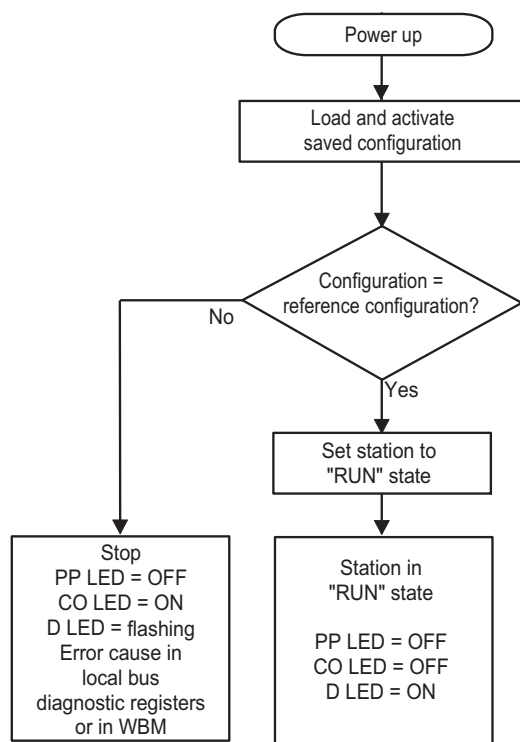 Power up
Load and activate
saved configuration
Configuration =
reference configuration?
No
Yes
Set station to
"RUN" state
Stop
PP LED = OFF
CO LED = ON
D LED = flashing
Error cause in
local bus
diagnostic registers
or in WBM
Station in
"RUN" state
PP LED = OFF
CO LED = OFF
D LED = ON